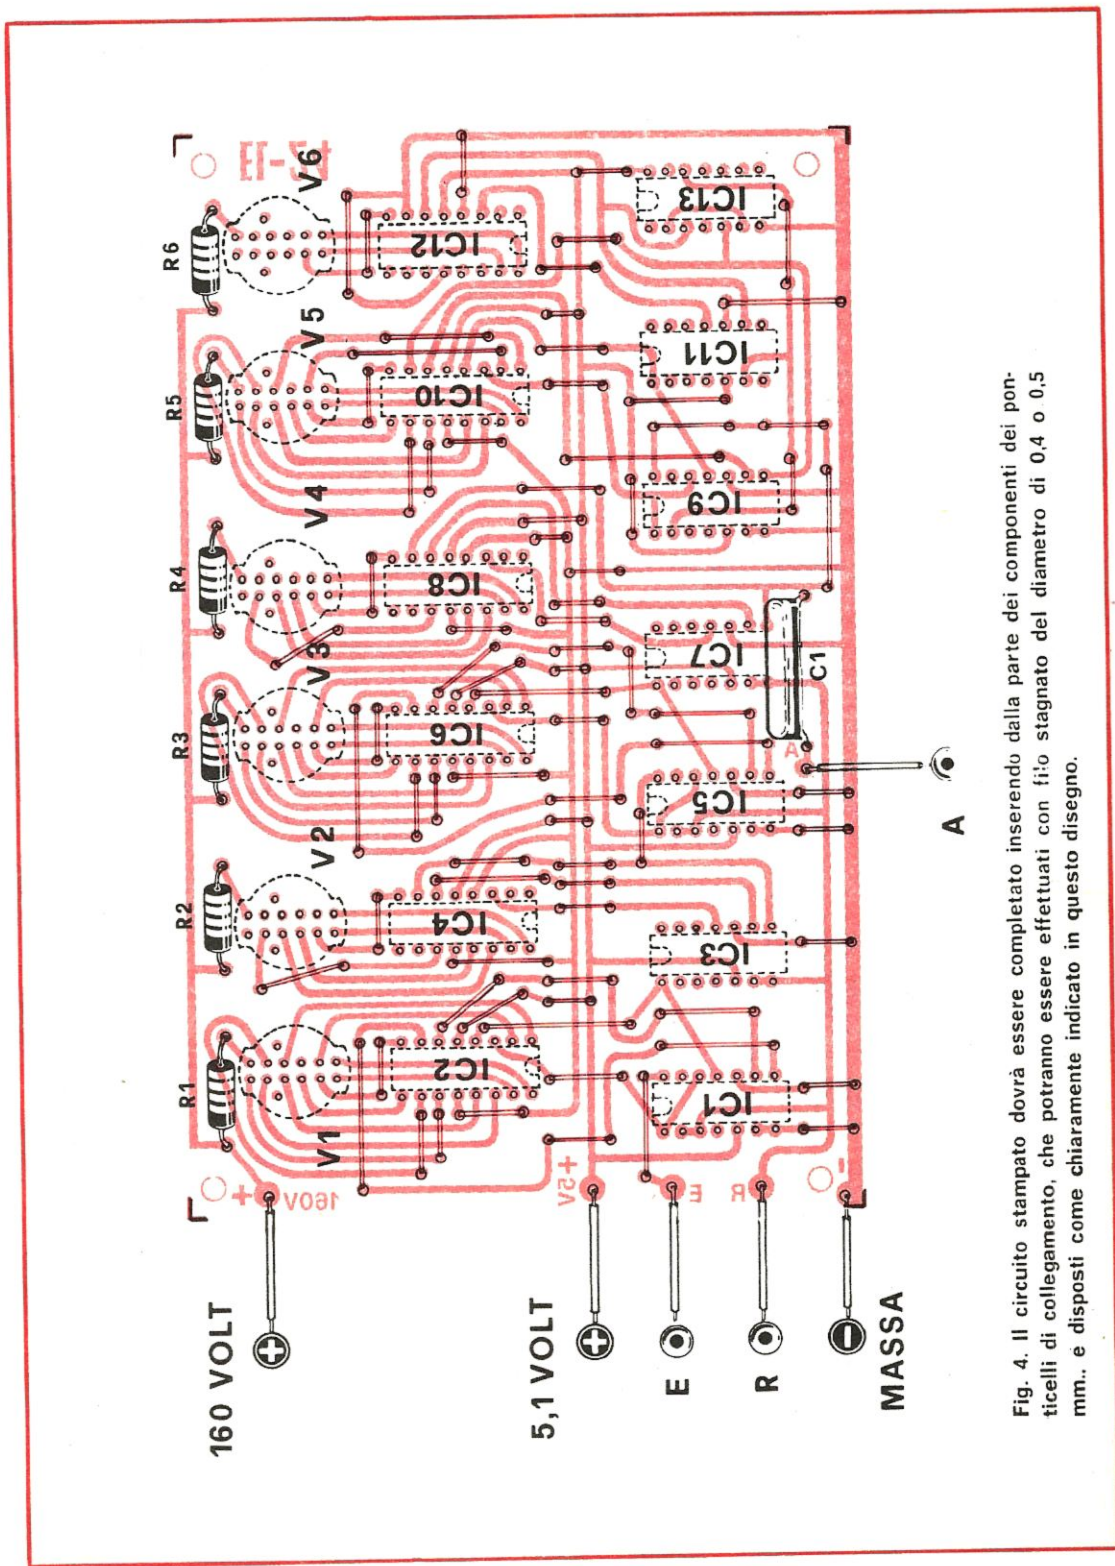 160 VOLT
5,1 VOLT
E
R
MASSA
A
+
160V
+5V
E
R
-
A
EL-24
R1
R2
R3
R4
R5
R6
V1
V2
V3
V4
V5
V6
IC2
IC4
IC6
IC8
IC10
IC12
IC1
IC3
IC5
IC7
IC9
IC11
IC13
C1
Fig. 4. Il circuito stampato dovrà essere completato inserendo dalla parte dei componenti dei pon-
ticelli di collegamento, che potranno essere effettuati con filo stagnato del diametro di 0,4 o 0,5
mm.. e disposti come chiaramente indicato in questo disegno.